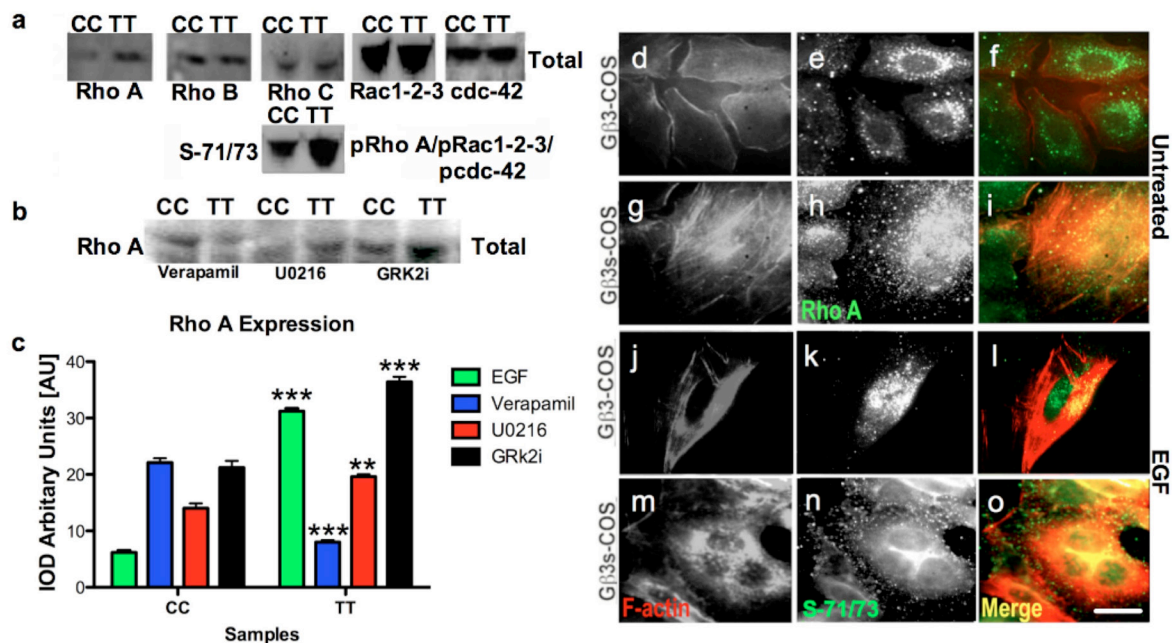 a
CC TT CC TT CC TT CC TT CC TT
Total
Rho A Rho B Rho C Rac1-2-3 cdc-42
CC TT
S-71/73
pRho A/pRac1-2-3/
pcdc-42
b
CC TT CC TT CC TT
Rho A
Total
Verapamil U0216 GRK2i
Rho A Expression
c
IOD Arbitary Units [AU]
40
30
20
10
0
*** *** ** ***
EGF
Verapamil
U0216
GRk2i
CC TT
Samples
Gβ3-COS
d e f
Untreated
Gβ3s-COS
g h i
Rho A
Gβ3-COS
j k l
EGF
Gβ3s-COS
m n o
F-actin S-71/73 Merge